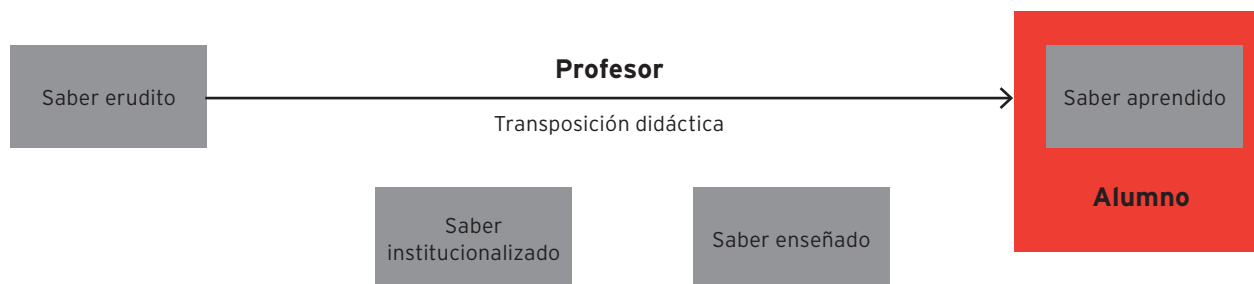 Profesor
Saber erudito
Saber aprendido
Transposición didáctica
Alumno
Saber
institucionalizado
Saber enseñado